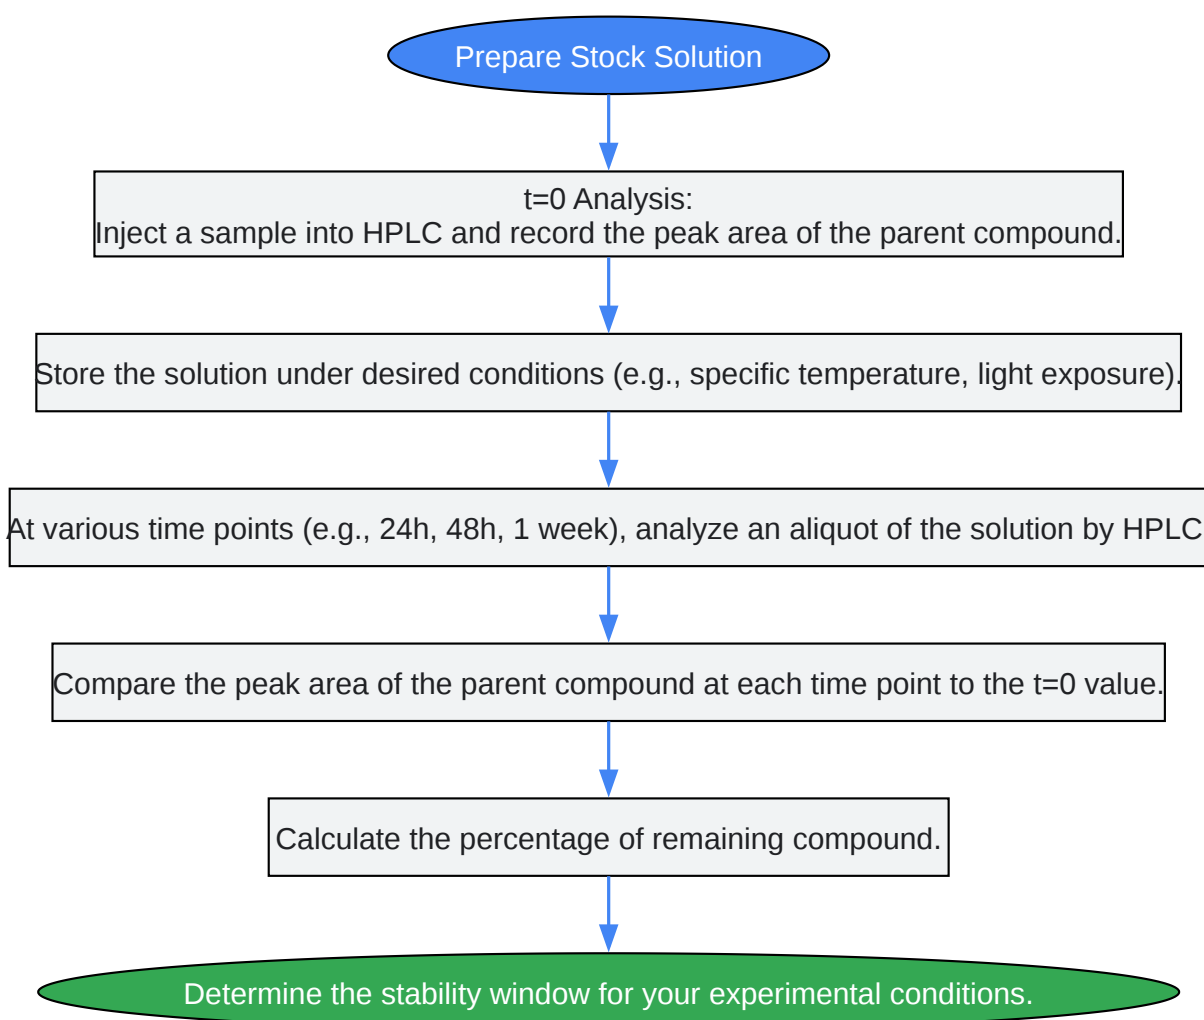 Prepare Stock Solution
t=0 Analysis:
Inject a sample into HPLC and record the peak area of the parent compound.
Store the solution under desired conditions (e.g., specific temperature, light exposure).
At various time points (e.g., 24h, 48h, 1 week), analyze an aliquot of the solution by HPLC
Compare the peak area of the parent compound at each time point to the t=0 value.
Calculate the percentage of remaining compound.
Determine the stability window for your experimental conditions.